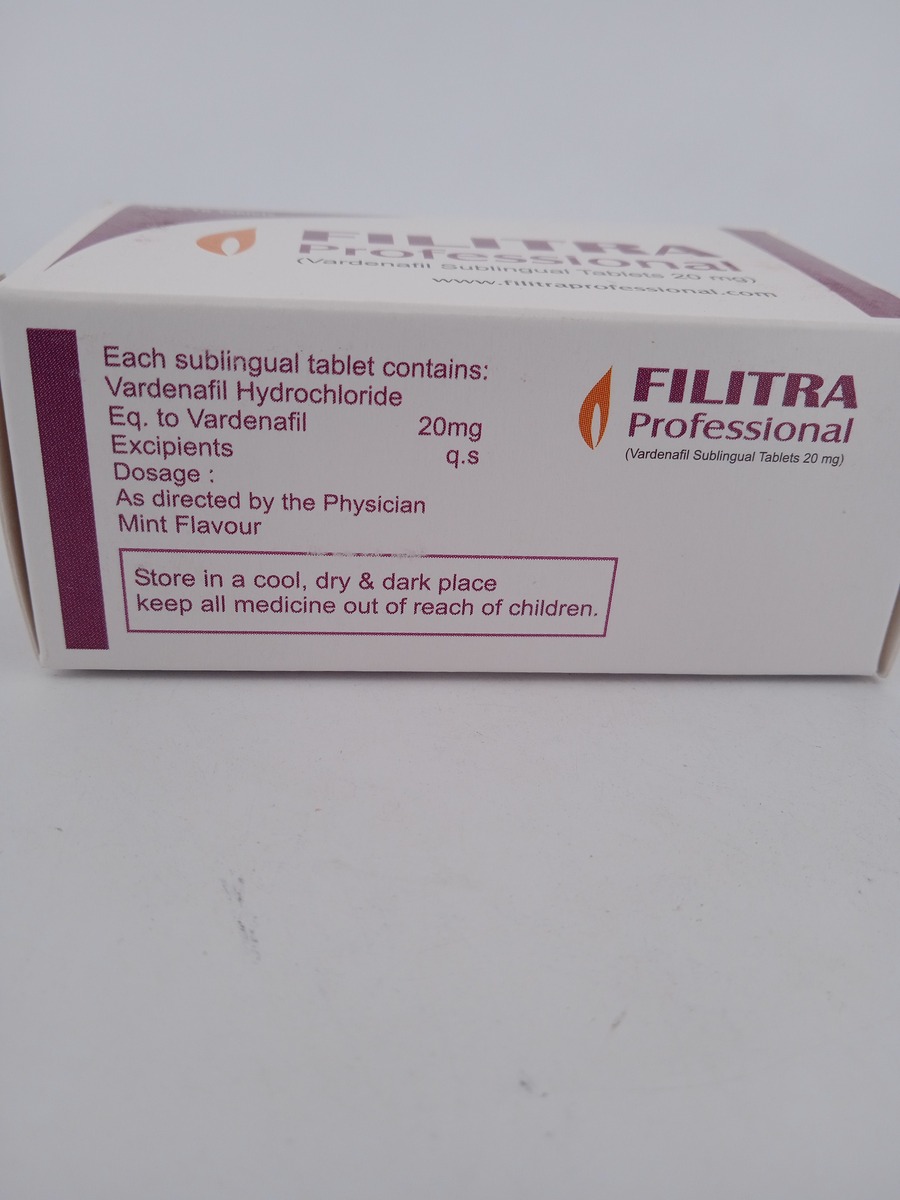 FILITRA
Professional
(Vardenafil Sublingual Tablets 20 mg)
www.filitraprofessional.com
Each sublingual tablet contains:
Vardenafil Hydrochloride
Eq. to Vardenafil 20mg
Excipients q.s
Dosage :
As directed by the Physician
Mint Flavour
Store in a cool, dry & dark place
keep all medicine out of reach of children.
FILITRA
Professional
(Vardenafil Sublingual Tablets 20 mg)